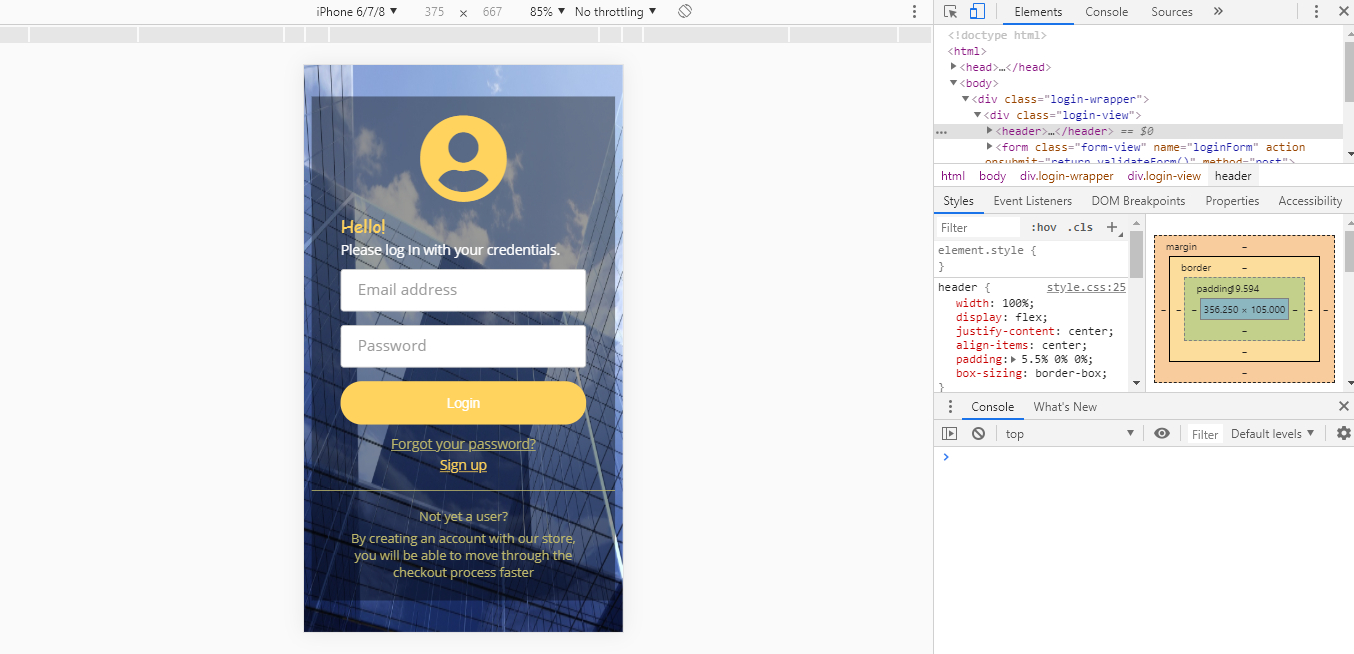 iPhone 6/7/8 ▼ 375 x 667 85% ▼ No throttling ▼
Elements Console Sources »
<!doctype html>
<html>
<head>…</head>
<body>
<div class="login-wrapper">
<div class="login-view">
<header>…</header> == $0
<form class="form-view" name="loginForm" action
onsubmit="return validateForm()" method="post">
html body div.login-wrapper div.login-view header
Styles Event Listeners DOM Breakpoints Properties Accessibility
Filter :hov .cls +
element.style {
}
header { style.css:25
width: 100%;
display: flex;
justify-content: center;
align-items: center;
padding: 5.5% 0% 0%;
box-sizing: border-box;
}
margin –
border –
padding19.594
– – – 356.250 × 105.000 – – –
–
–
–
Console What's New
top ▼ Filter Default levels ▼
Hello!
Please log In with your credentials.
Email address
Password
Login
Forgot your password?
Sign up
Not yet a user?
By creating an account with our store,
you will be able to move through the
checkout process faster